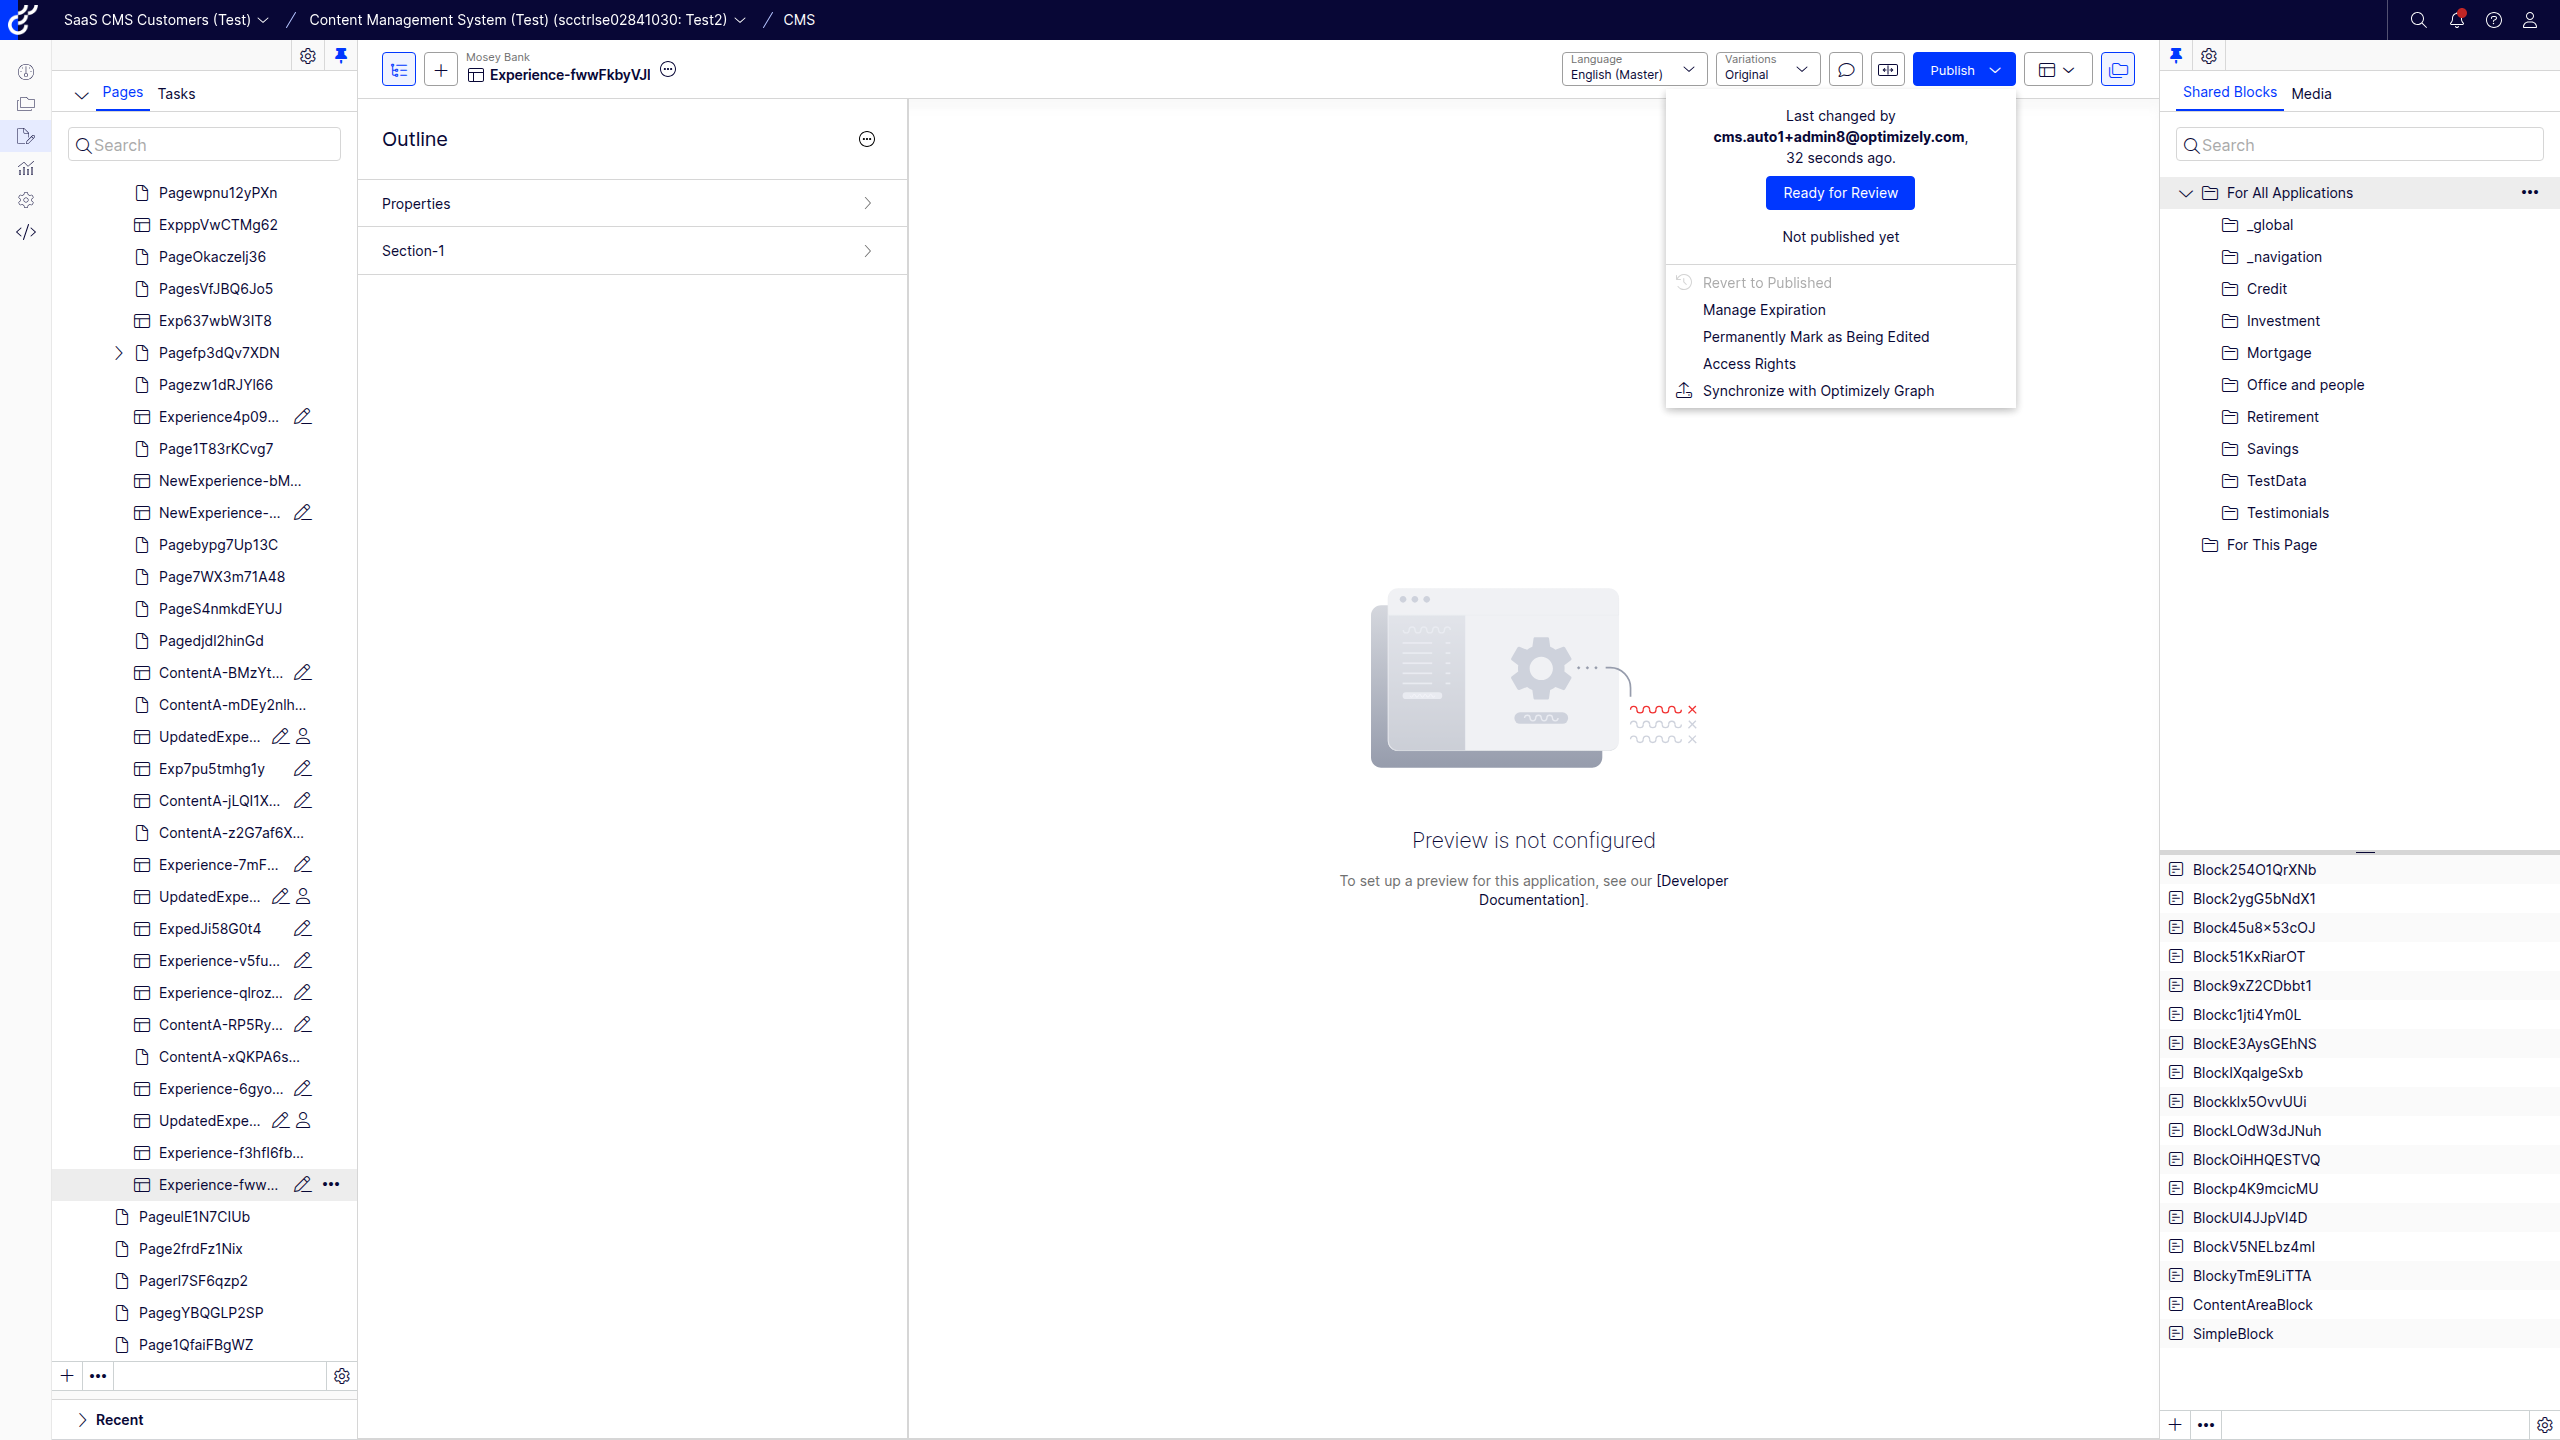 SaaS CMS Customers (Test)
Content Management System (Test) (scctrlse02841030: Test2)
CMS
Pages
Tasks
Search
Pagewpnu12yPXn
ExpppVwCTMg62
PageOkaczelj36
PagesVfJBQ6Jo5
Exp637wbW3IT8
Pagefp3dQv7XDN
Pagezw1dRJYl66
Experience4p09...
Page1T83rKCvg7
NewExperience-bM...
NewExperience-...
Pagebypg7Up13C
Page7WX3m71A48
PageS4nmkdEYUJ
Pagedjdl2hinGd
ContentA-BMzYt...
ContentA-mDEy2nlh...
UpdatedExpe...
Exp7pu5tmhg1y
ContentA-jLQI1X...
ContentA-z2G7af6X...
Experience-7mF...
UpdatedExpe...
ExpedJi58G0t4
Experience-v5fu...
Experience-qlroz...
ContentA-RP5Ry...
ContentA-xQKPA6s...
Experience-6gyo...
UpdatedExpe...
Experience-f3hfl6fb...
Experience-fww...
PageulE1N7CIUb
Page2frdFz1Nix
Pagerl7SF6qzp2
PagegYBQGLP2SP
Page1QfaiFBgWZ
Recent
Mosey Bank
Experience-fwwFkbyVJl
Language
English (Master)
Variations
Original
Publish
Outline
Properties
Section-1
Last changed by
cms.auto1+admin8@optimizely.com,
32 seconds ago.
Ready for Review
Not published yet
Revert to Published
Manage Expiration
Permanently Mark as Being Edited
Access Rights
Synchronize with Optimizely Graph
Preview is not configured
To set up a preview for this application, see our [Developer
Documentation].
Shared Blocks
Media
Search
For All Applications
_global
_navigation
Credit
Investment
Mortgage
Office and people
Retirement
Savings
TestData
Testimonials
For This Page
Block254O1QrXNb
Block2ygG5bNdX1
Block45u8x53cOJ
Block51KxRiarOT
Block9xZ2CDbbt1
Blockc1jti4Ym0L
BlockE3AysGEhNS
BlocklXqalgeSxb
Blockklx5OvvUUi
BlockLOdW3dJNuh
BlockOiHHQESTVQ
Blockp4K9mcicMU
BlockUI4JJpVI4D
BlockV5NELbz4mI
BlockyTmE9LiTTA
ContentAreaBlock
SimpleBlock